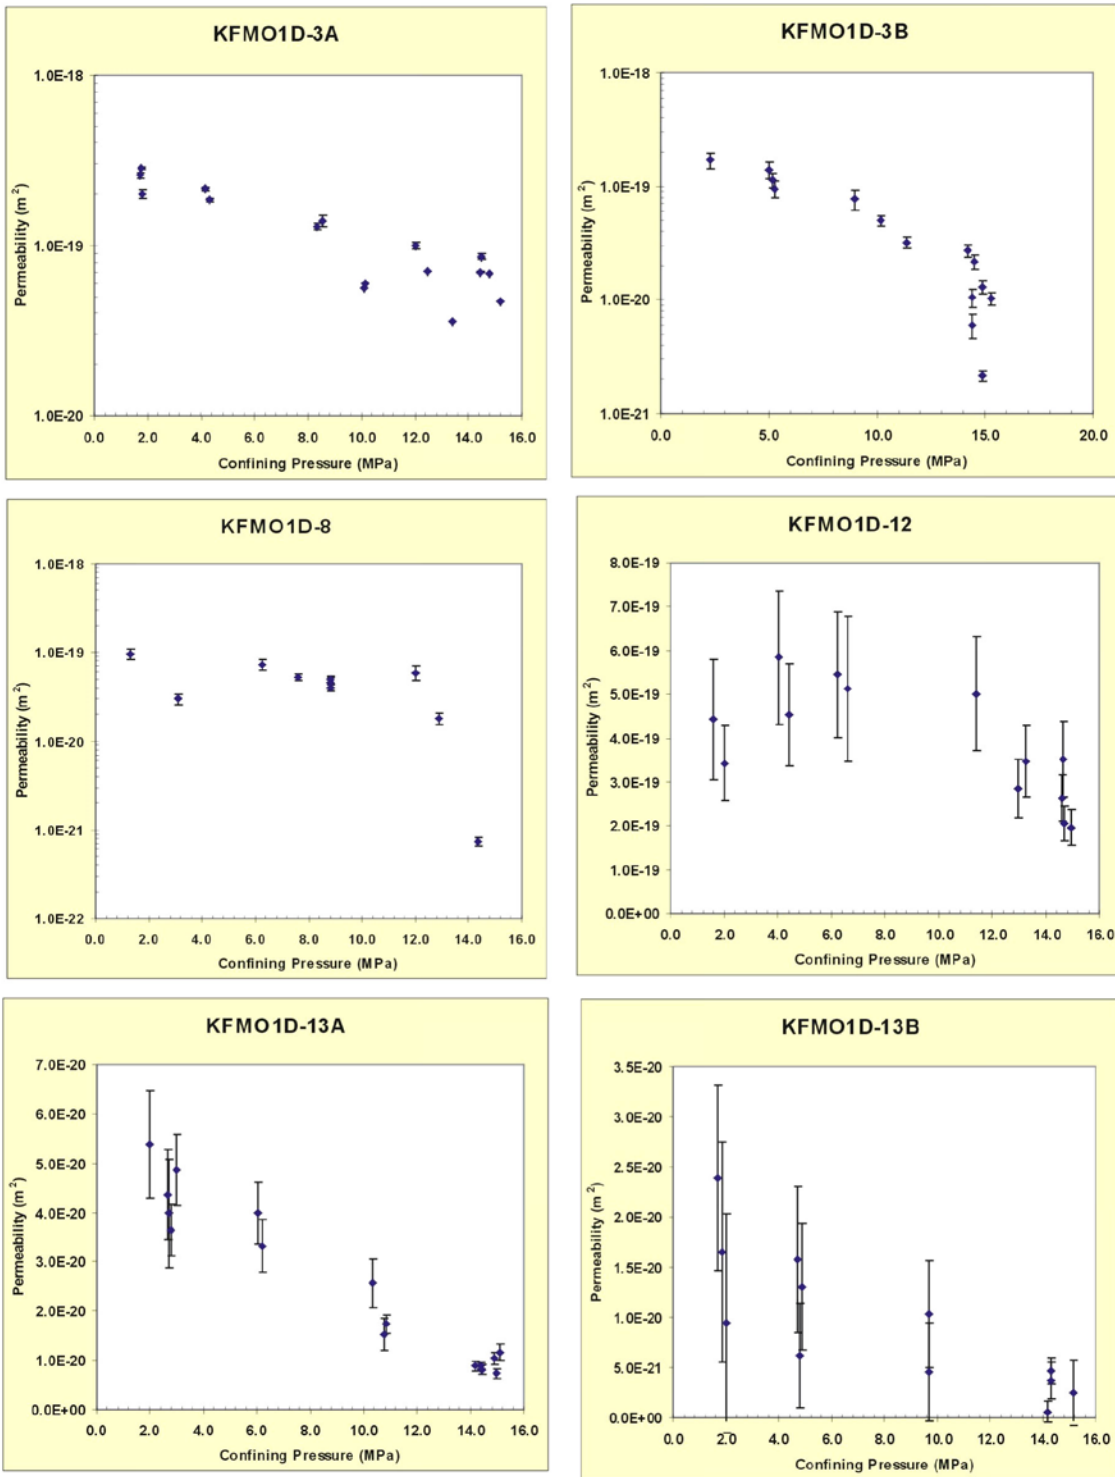 KFMO1D-3A
1.0E-18
1.0E-19
1.0E-20
Permeability (m²)
0.0 2.0 4.0 6.0 8.0 10.0 12.0 14.0 16.0
Confining Pressure (MPa)
KFMO1D-3B
1.0E-18
1.0E-19
1.0E-20
1.0E-21
Permeability (m²)
0.0 5.0 10.0 15.0 20.0
Confining Pressure (MPa)
KFMO1D-8
1.0E-18
1.0E-19
1.0E-20
1.0E-21
1.0E-22
Permeability (m²)
0.0 2.0 4.0 6.0 8.0 10.0 12.0 14.0 16.0
Confining Pressure (MPa)
KFMO1D-12
8.0E-19
7.0E-19
6.0E-19
5.0E-19
4.0E-19
3.0E-19
2.0E-19
1.0E-19
0.0E+00
Permeability (m²)
0.0 2.0 4.0 6.0 8.0 10.0 12.0 14.0 16.0
Confining Pressure (MPa)
KFMO1D-13A
7.0E-20
6.0E-20
5.0E-20
4.0E-20
3.0E-20
2.0E-20
1.0E-20
0.0E+00
Permeability (m²)
0.0 2.0 4.0 6.0 8.0 10.0 12.0 14.0 16.0
Confining Pressure (MPa)
KFMO1D-13B
3.5E-20
3.0E-20
2.5E-20
2.0E-20
1.5E-20
1.0E-20
5.0E-21
0.0E+00
Permeability (m²)
0.0 2.0 4.0 6.0 8.0 10.0 12.0 14.0 16.0
Confining Pressure (MPa)